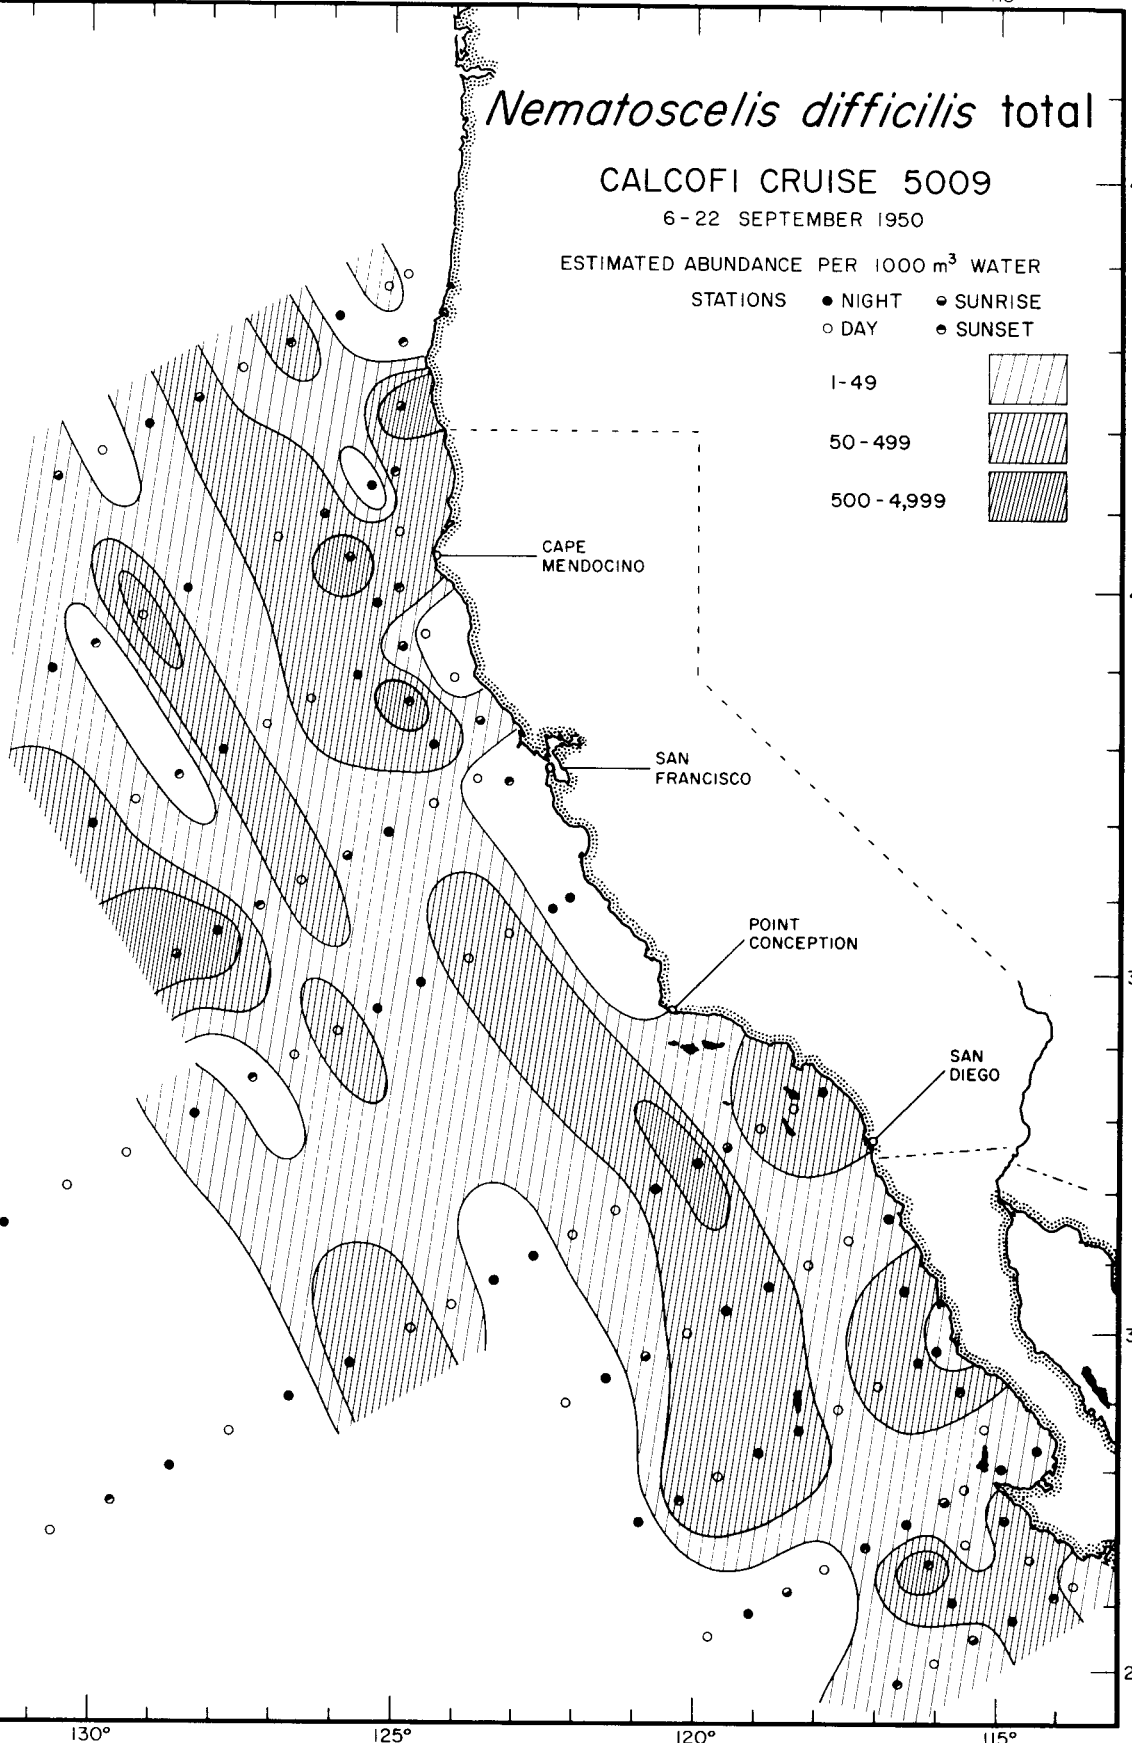 Nematoscelis difficilis total
CALCOFI CRUISE 5009
6-22 SEPTEMBER 1950
ESTIMATED ABUNDANCE PER 1000 m³ WATER
STATIONS ● NIGHT ◒ SUNRISE
○ DAY ◓ SUNSET
1-49
50-499
500-4,999
CAPE
MENDOCINO
SAN
FRANCISCO
POINT
CONCEPTION
SAN
DIEGO
130° 125° 120° 115°